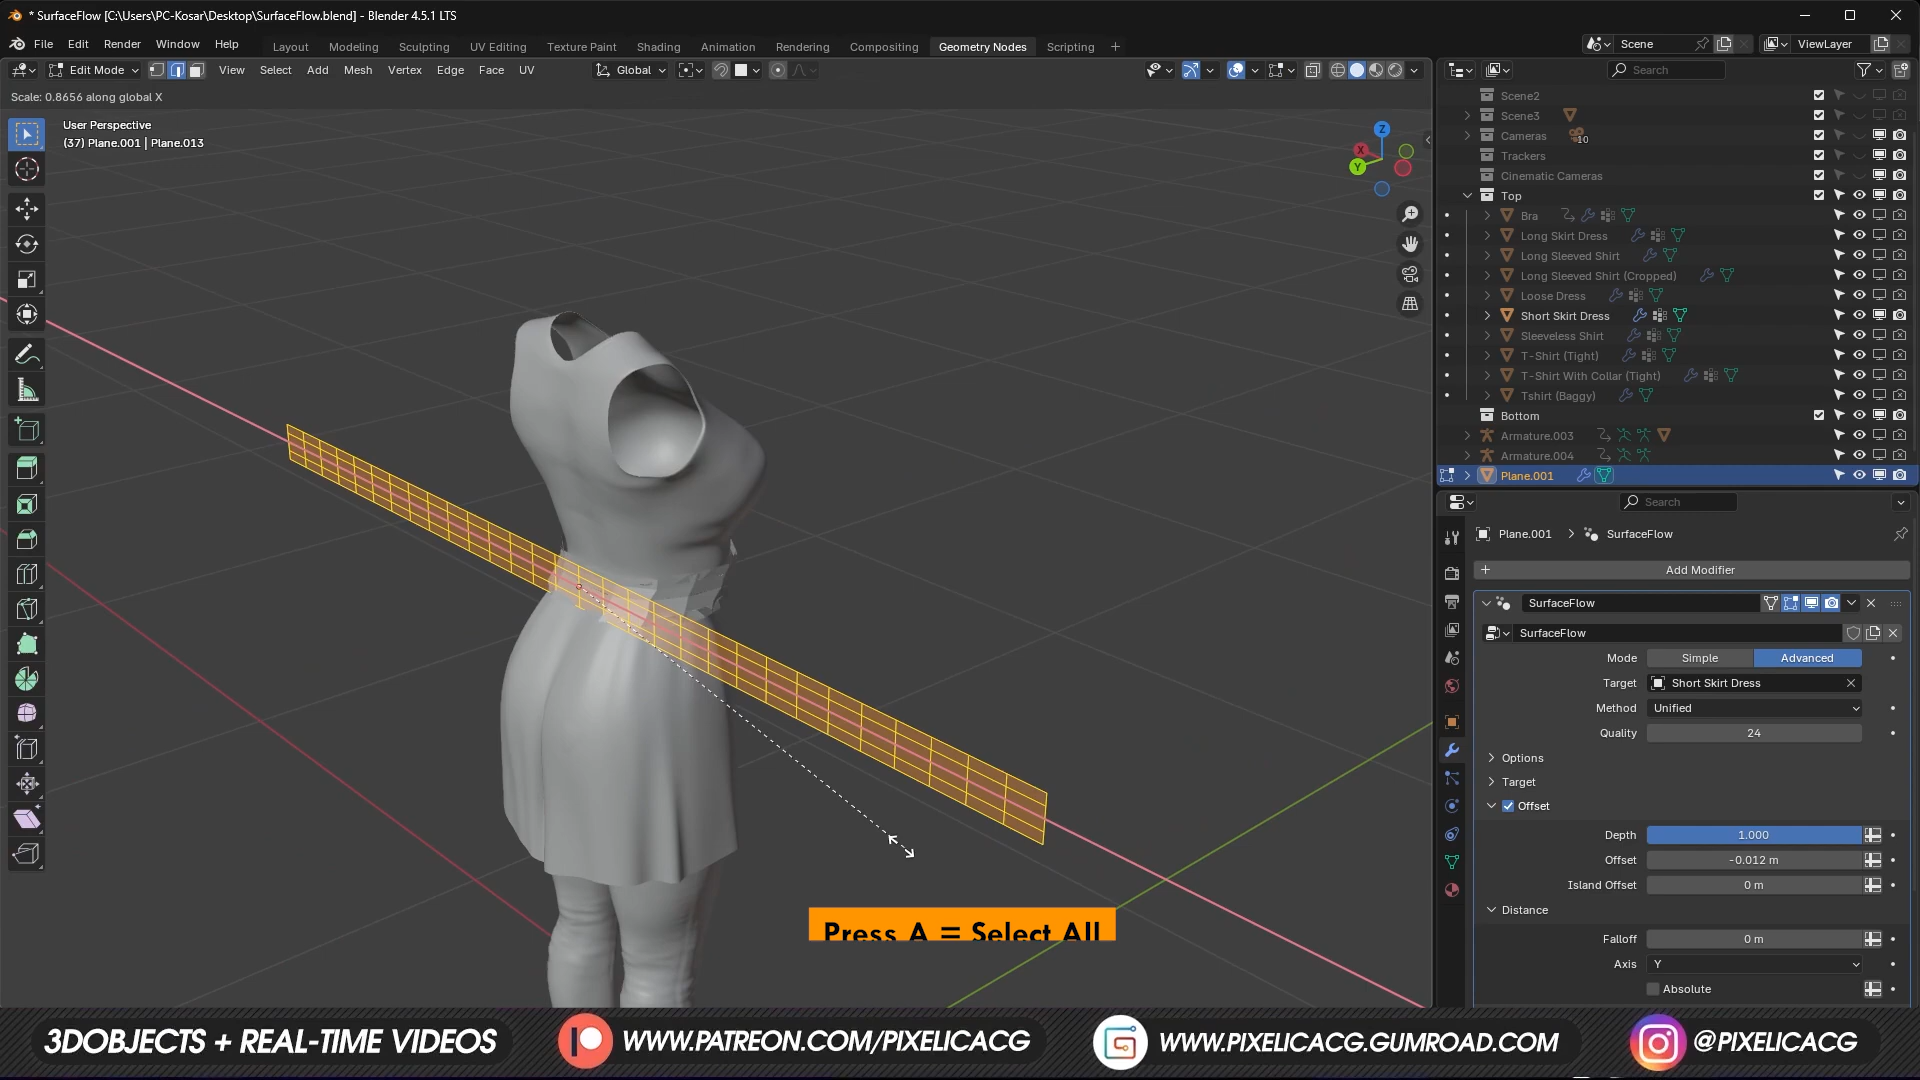 * SurfaceFlow [C:\Users\PC-Kosar\Desktop\SurfaceFlow.blend] - Blender 4.5.1 LTS
File Edit Render Window Help
Layout Modeling Sculpting UV Editing Texture Paint Shading Animation Rendering Compositing Geometry Nodes Scripting +
Scene
ViewLayer
Edit Mode
View Select Add Mesh Vertex Edge Face UV
Global
Search
Scale: 0.8656 along global X
User Perspective
(37) Plane.001 | Plane.013
Z
X
Y
Scene2
Scene3
Cameras
10
Trackers
Cinematic Cameras
Top
Bra
Long Skirt Dress
Long Sleeved Shirt
Long Sleeved Shirt (Cropped)
Loose Dress
Short Skirt Dress
Sleeveless Shirt
T-Shirt (Tight)
T-Shirt With Collar (Tight)
Tshirt (Baggy)
Bottom
Armature.003
Armature.004
Plane.001
Search
Plane.001 > SurfaceFlow
+ Add Modifier
SurfaceFlow
SurfaceFlow
Mode Simple Advanced
Target Short Skirt Dress
Method Unified
Quality 24
Options
Target
Offset
Depth 1.000
Offset -0.012 m
Island Offset 0 m
Distance
Falloff 0 m
Axis Y
Absolute
Press A = Select All
3DOBJECTS + REAL-TIME VIDEOS
WWW.PATREON.COM/PIXELICACG
WWW.PIXELICACG.GUMROAD.COM
@PIXELICACG